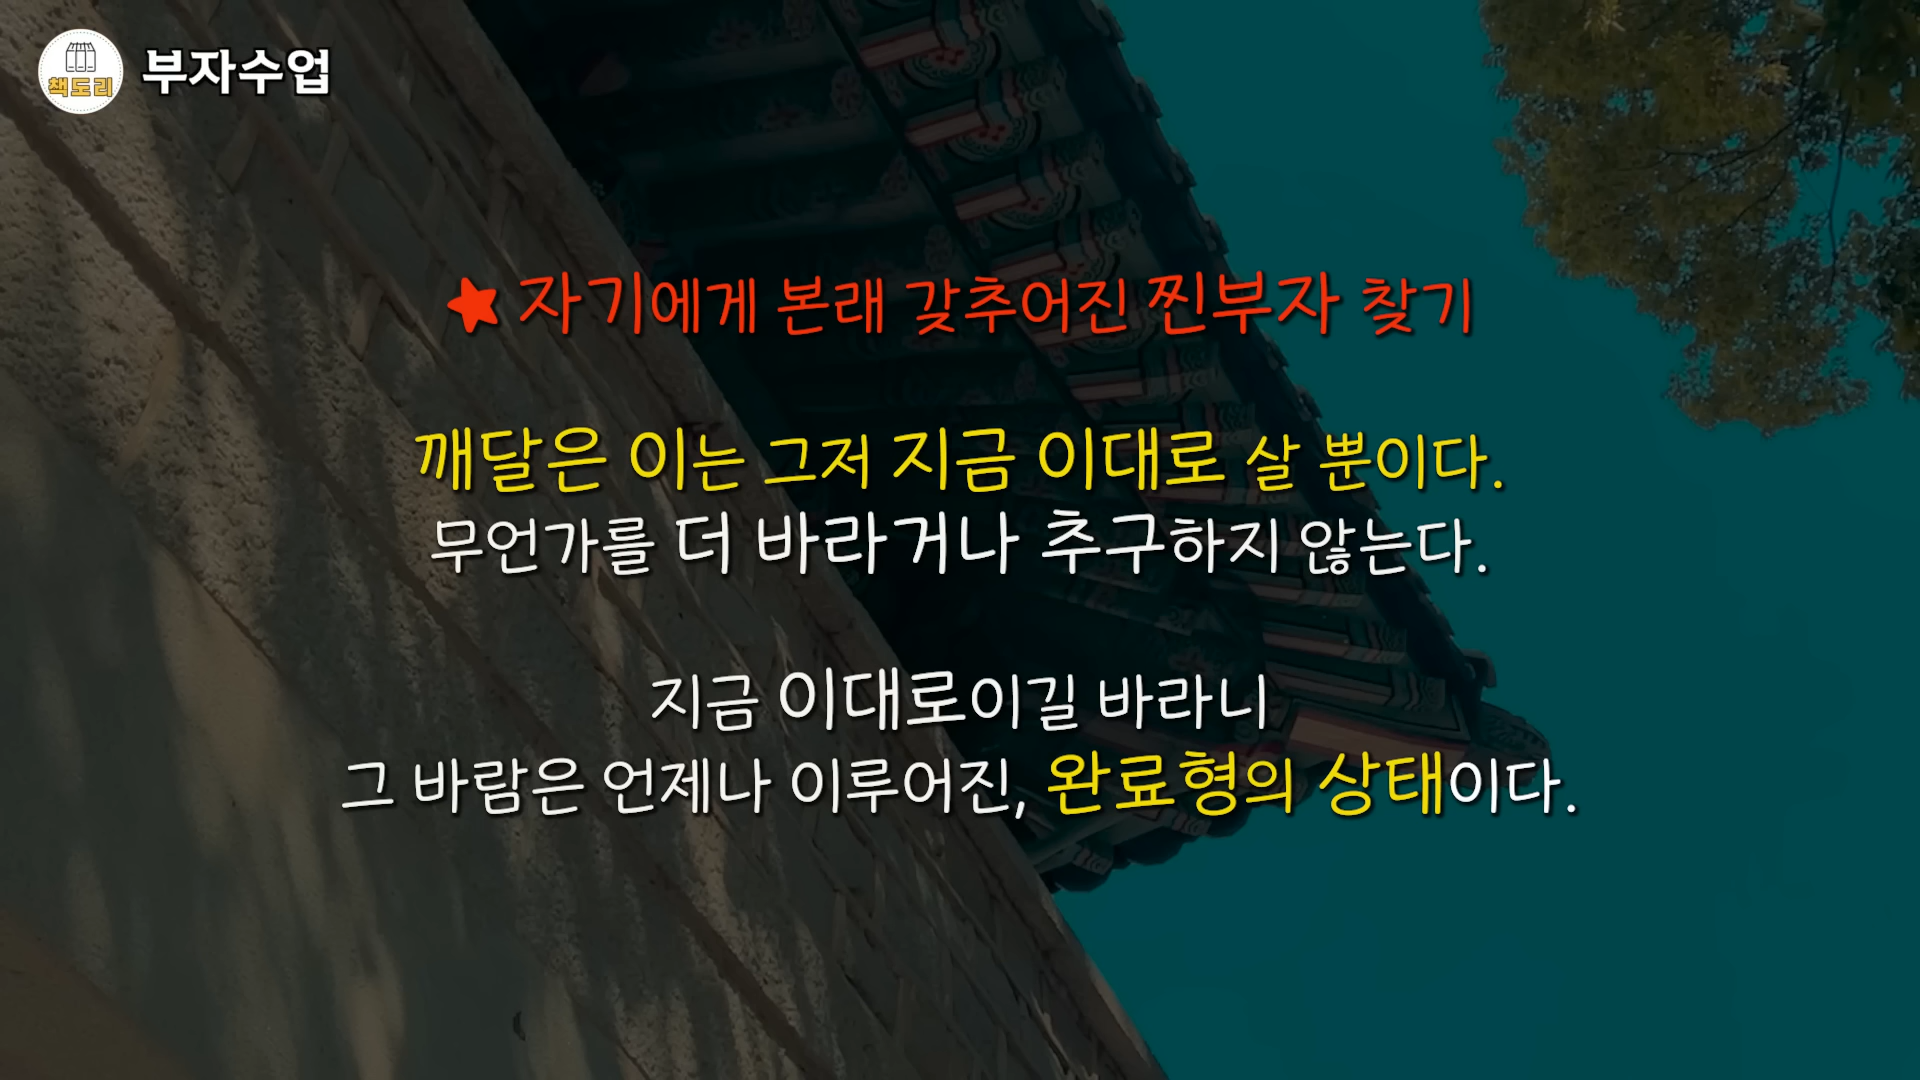 책도리
부자수업
★ 자기에게 본래 갖추어진 찐부자 찾기
깨달은 이는 그저 지금 이대로 살 뿐이다.
무언가를 더 바라거나 추구하지 않는다.
지금 이대로이길 바라니
그 바람은 언제나 이루어진, 완료형의 상태이다.